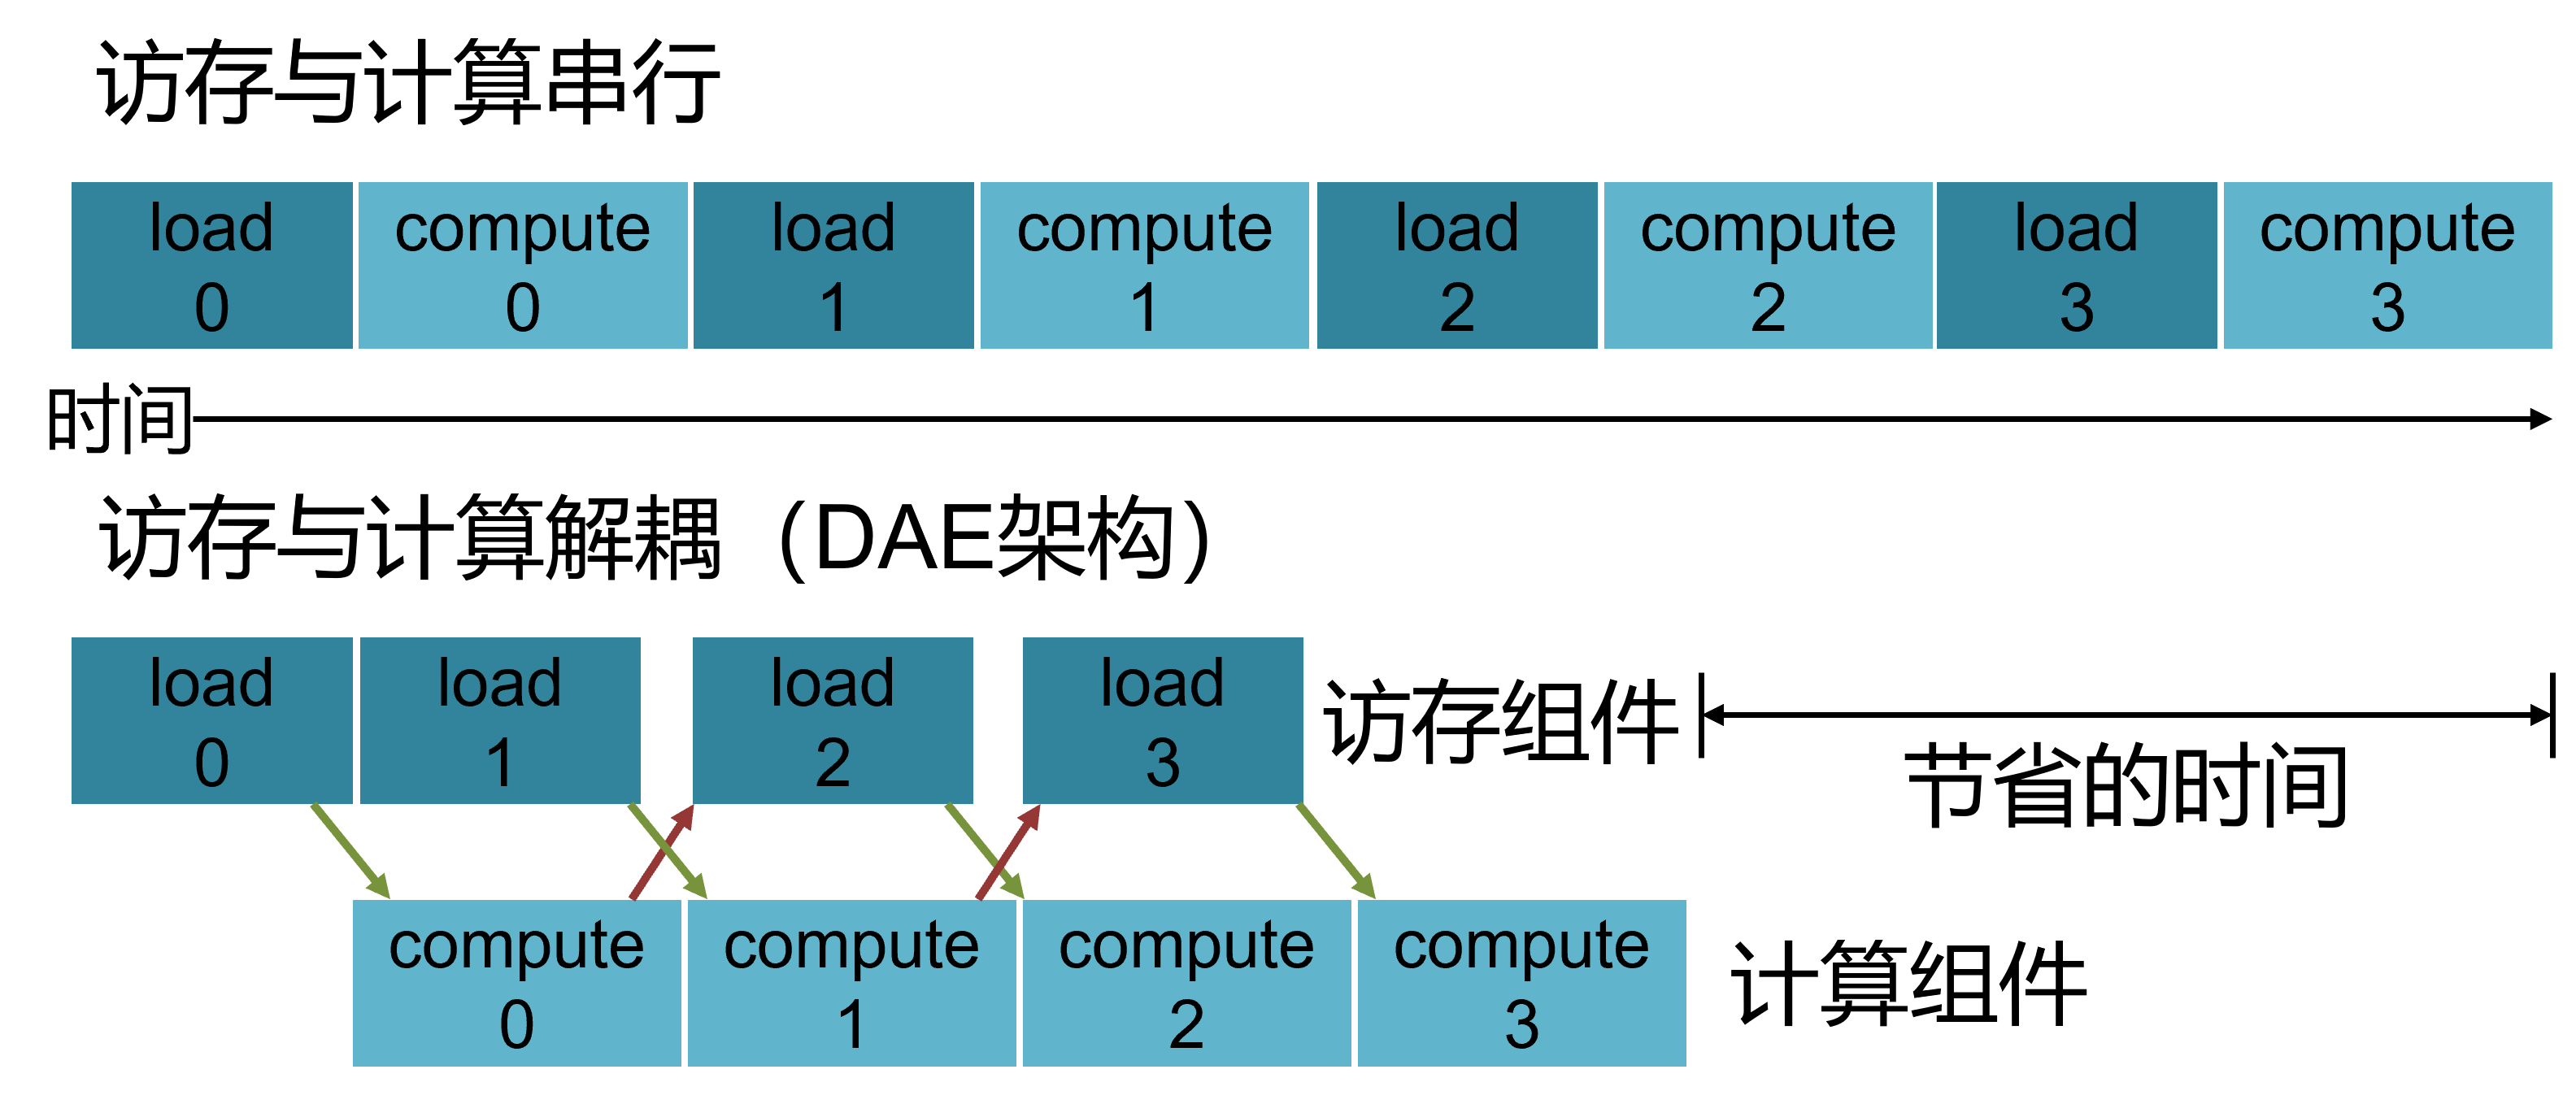 访存与计算串行
load compute load compute load compute load compute
0 0 1 1 2 2 3 3
时间
访存与计算解耦（DAE架构）
load load load load 访存组件
0 1 2 3
节省的时间
compute compute compute compute 计算组件
0 1 2 3